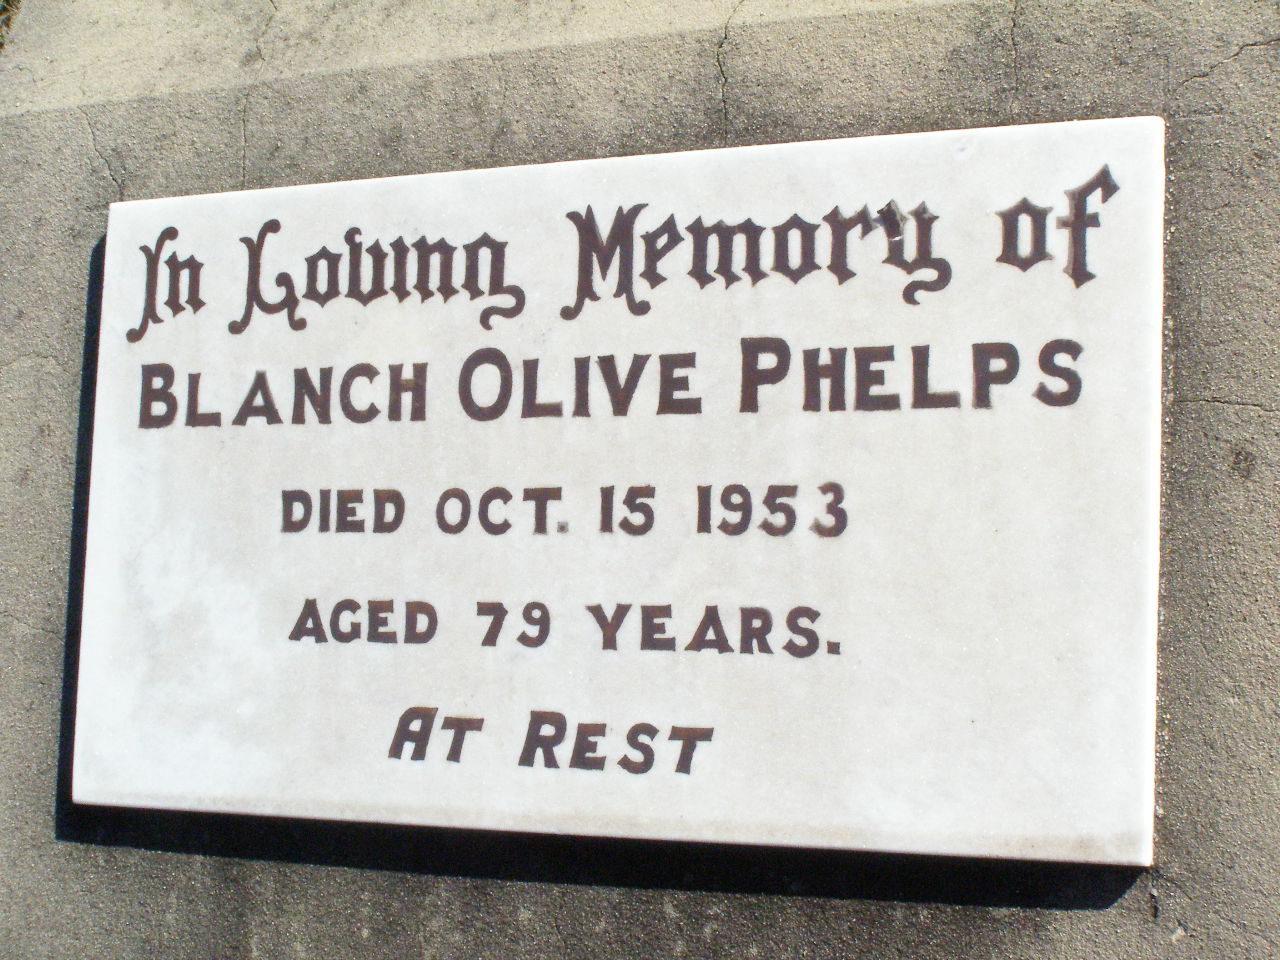 In Loving Memory of
BLANCH OLIVE PHELPS
DIED OCT. 15 1953
AGED 79 YEARS.
AT REST